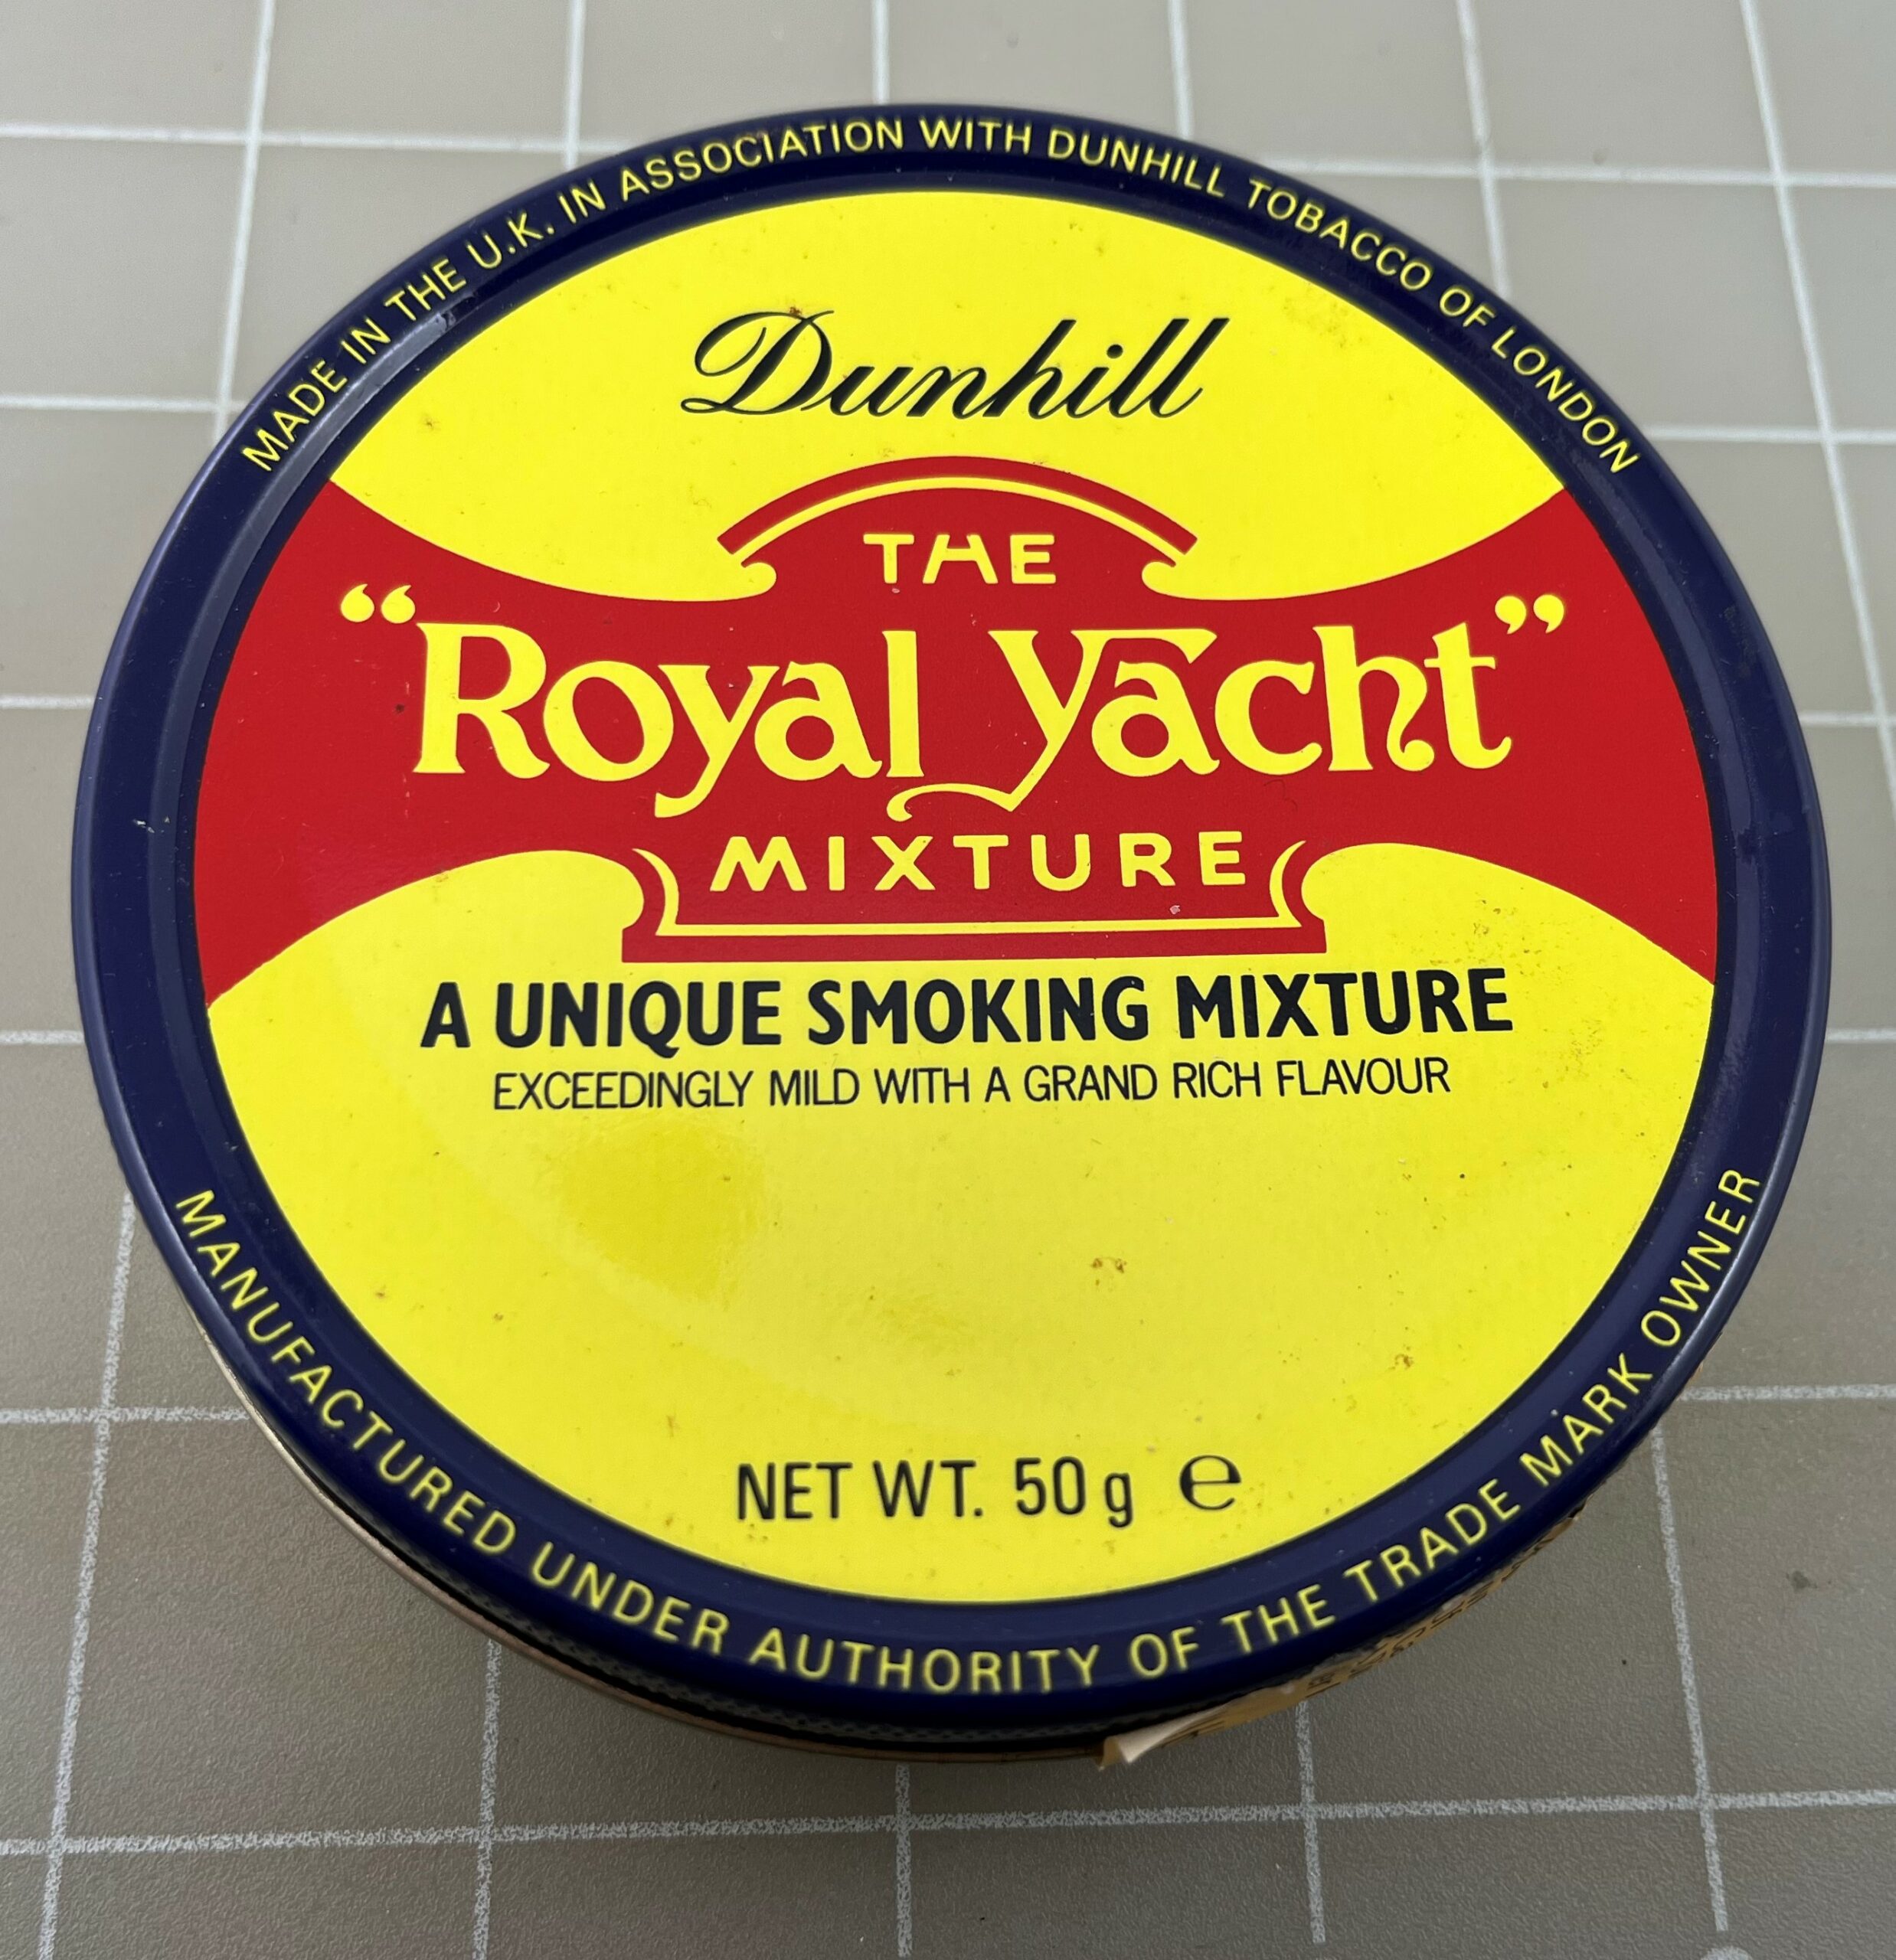 MADE IN THE U.K. IN ASSOCIATION WITH DUNHILL TOBACCO OF LONDON
Dunhill
THE
“Royal Yacht”
MIXTURE
A UNIQUE SMOKING MIXTURE
EXCEEDINGLY MILD WITH A GRAND RICH FLAVOUR
NET WT. 50g e
MANUFACTURED UNDER AUTHORITY OF THE TRADE MARK OWNER